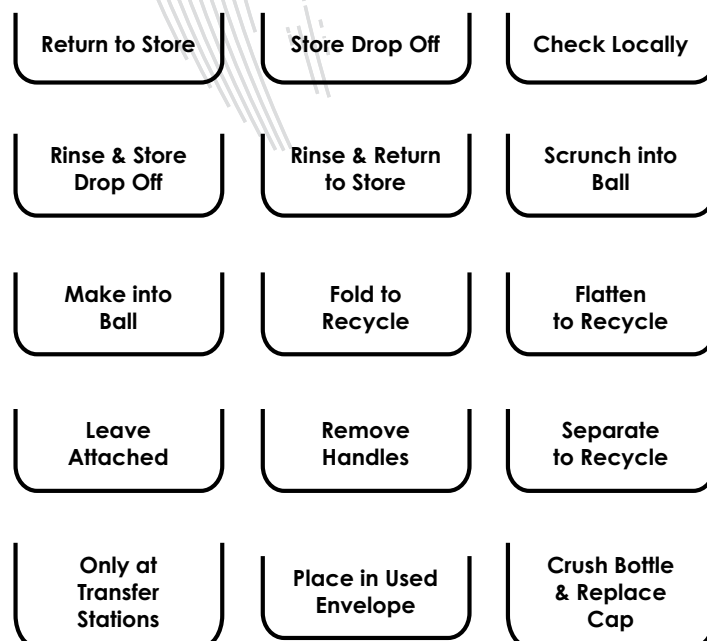 Return to Store
Store Drop Off
Check Locally
Rinse & Store
Drop Off
Rinse & Return
to Store
Scrunch into
Ball
Make into
Ball
Fold to
Recycle
Flatten
to Recycle
Leave
Attached
Remove
Handles
Separate
to Recycle
Only at
Transfer
Stations
Place in Used
Envelope
Crush Bottle
& Replace
Cap